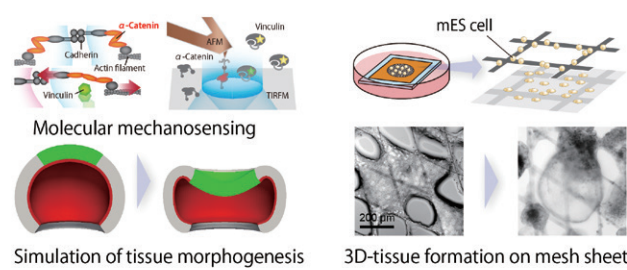 α-Catenin
Cadherin
Actin filament
Vinculin
AFM
Vinculin
α-Catenin
TIRFM
Molecular mechanosensing
mES cell
200 μm
Simulation of tissue morphogenesis
3D-tissue formation on mesh sheet